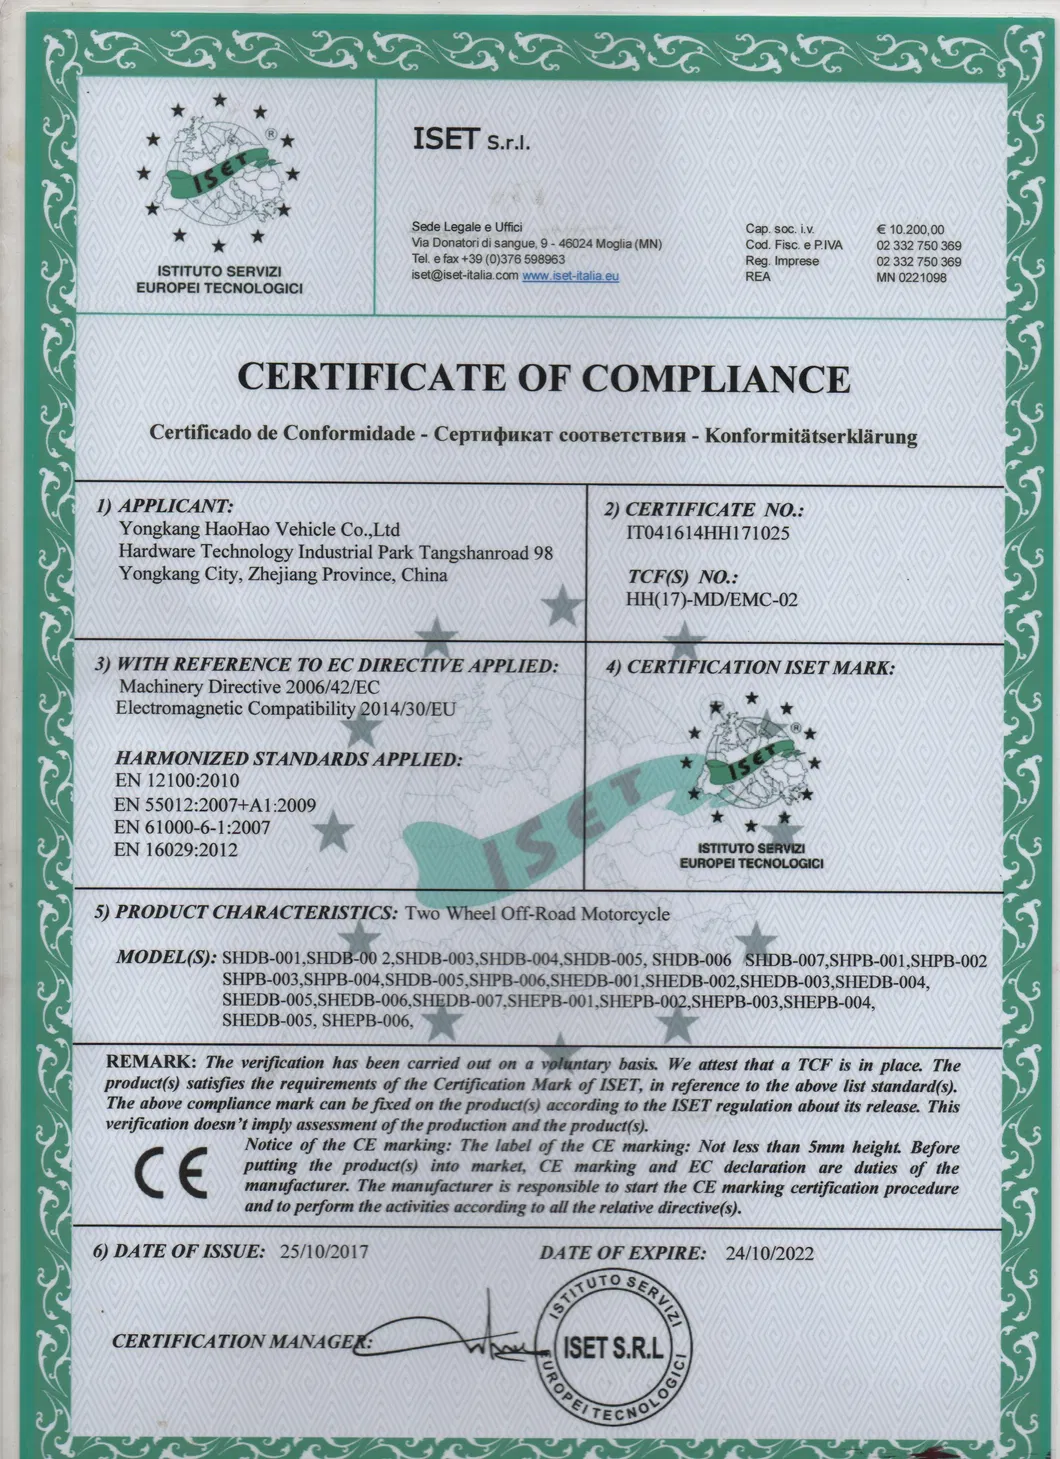 ISET
®
ISTITUTO SERVIZI
EUROPEI TECNOLOGICI
ISET S.r.l.
Sede Legale e Uffici
Via Donatori di sangue, 9 - 46024 Moglia (MN)
Tel. e fax +39 (0)376 598963
iset@iset-italia.com www.iset-italia.eu
Cap. soc. i.v. € 10.200,00
Cod. Fisc. e P.IVA 02 332 750 369
Reg. Imprese 02 332 750 369
REA MN 0221098
CERTIFICATE OF COMPLIANCE
Certificado de Conformidade - Сертификат соответствия - Konformitätserklärung
1) APPLICANT:
Yongkang HaoHao Vehicle Co.,Ltd
Hardware Technology Industrial Park Tangshanroad 98
Yongkang City, Zhejiang Province, China
2) CERTIFICATE NO.:
IT041614HH171025
TCF(S) NO.:
HH(17)-MD/EMC-02
3) WITH REFERENCE TO EC DIRECTIVE APPLIED:
Machinery Directive 2006/42/EC
Electromagnetic Compatibility 2014/30/EU
HARMONIZED STANDARDS APPLIED:
EN 12100:2010
EN 55012:2007+A1:2009
EN 61000-6-1:2007
EN 16029:2012
4) CERTIFICATION ISET MARK:
ISET
®
ISTITUTO SERVIZI
EUROPEI TECNOLOGICI
ISET
5) PRODUCT CHARACTERISTICS: Two Wheel Off-Road Motorcycle
MODEL(S): SHDB-001,SHDB-00 2,SHDB-003,SHDB-004,SHDB-005, SHDB-006 SHDB-007,SHPB-001,SHPB-002
SHPB-003,SHPB-004,SHDB-005,SHPB-006,SHEDB-001,SHEDB-002,SHEDB-003,SHEDB-004,
SHEDB-005,SHEDB-006,SHEDB-007,SHEPB-001,SHEPB-002,SHEPB-003,SHEPB-004,
SHEDB-005, SHEPB-006,
REMARK: The verification has been carried out on a voluntary basis. We attest that a TCF is in place. The
product(s) satisfies the requirements of the Certification Mark of ISET, in reference to the above list standard(s).
The above compliance mark can be fixed on the product(s) according to the ISET regulation about its release. This
verification doesn't imply assessment of the production and the product(s).
CE
Notice of the CE marking: The label of the CE marking: Not less than 5mm height. Before
putting the product(s) into market, CE marking and EC declaration are duties of the
manufacturer. The manufacturer is responsible to start the CE marking certification procedure
and to perform the activities according to all the relative directive(s).
6) DATE OF ISSUE: 25/10/2017
DATE OF EXPIRE: 24/10/2022
CERTIFICATION MANAGER:
ISTITUTO SERVIZI
ISET S.R.L
EUROPEI TECNOLOGICI